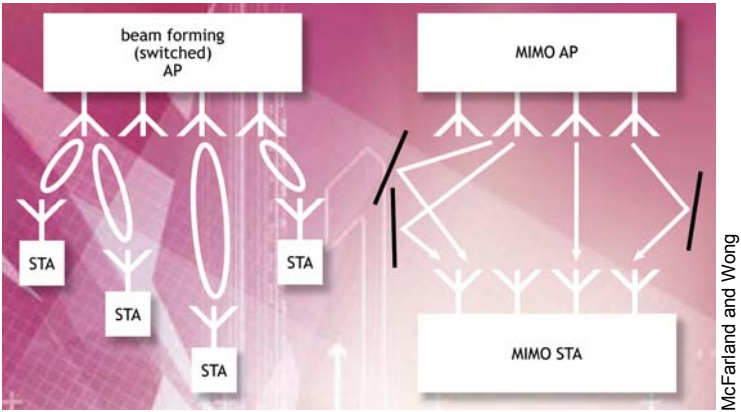 beam forming
(switched)
AP
MIMO AP
STA
STA
STA
STA
MIMO STA
McFarland and Wong